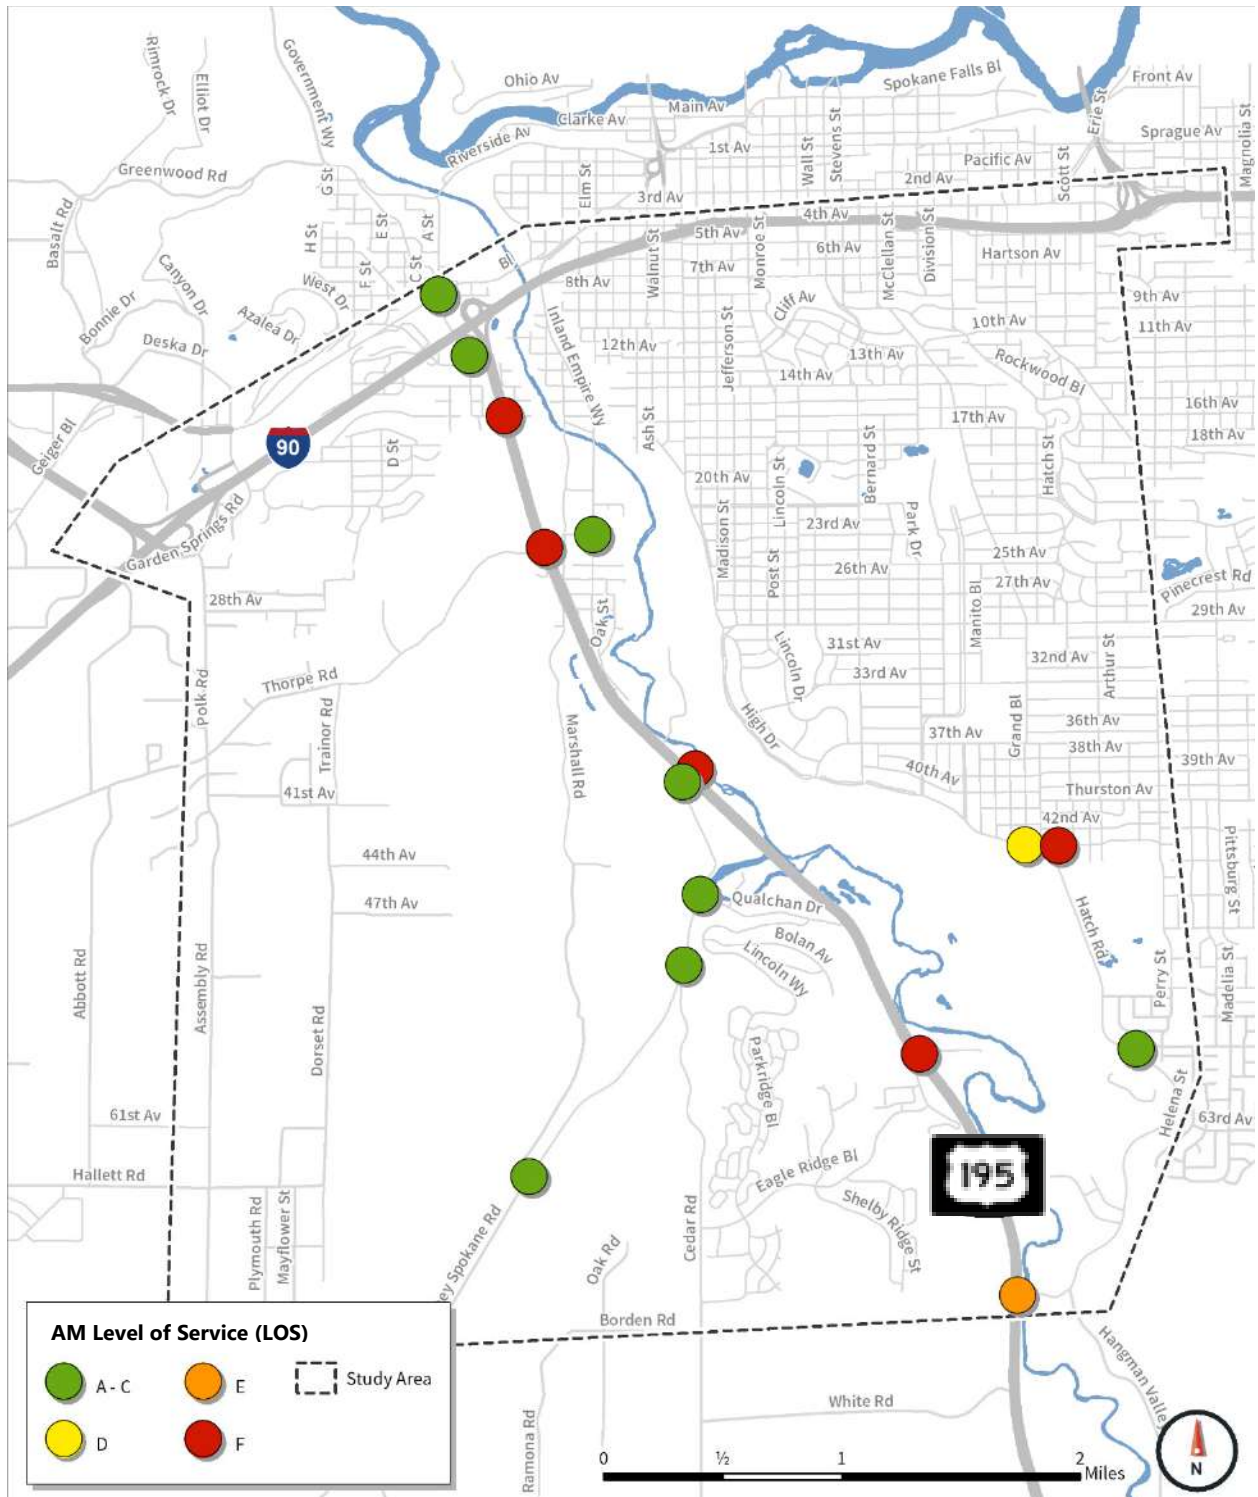 Rimrock Dr
Elliot Dr
Government Wy
Ohio Av
Spokane Falls Bl
Front Av
Main Av
Clarke Av
Erie St
Riverside Av
1st Av
Wall St
Stevens St
Pacific Av
Sprague Av
Magnolia St
Greenwood Rd
G St
Elm St
3rd Av
2nd Av
Scott St
Basalt Rd
H St
E St
A St
4th Av
5th Av
Walnut St
Monroe St
6th Av
McClellan St
Division St
Hartson Av
Canyon Dr
F St
C St
Bl
8th Av
7th Av
West Dr
9th Av
Bonnie Dr
Azalea Dr
Cliff Av
10th Av
11th Av
Deska Dr
Inland Empire Wy
12th Av
Jefferson St
13th Av
14th Av
Rockwood Bl
16th Av
17th Av
18th Av
Geiger Bl
90
D St
Ash St
Bernard St
Hatch St
20th Av
Lincoln St
Garden Springs Rd
Madison St
23rd Av
Park Dr
25th Av
Post St
26th Av
27th Av
Pinecrest Rd
28th Av
Oak St
Manito Bl
29th Av
Lincoln Dr
31st Av
32nd Av
Arthur St
33rd Av
Thorpe Rd
Polk Rd
Trainor Rd
Marshall Rd
High Dr
37th Av
Grand Bl
36th Av
38th Av
39th Av
40th Av
41st Av
Thurston Av
42nd Av
44th Av
Pittsburg St
47th Av
Qualchan Dr
Hatch Rd
Bolan Av
Lincoln Wy
Abbott Rd
Assembly Rd
Perry St
Madelia St
Dorset Rd
Parkridge Bl
61st Av
Helena St
63rd Av
Hallett Rd
195
Eagle Ridge Bl
Shelby Ridge St
Plymouth Rd
Mayflower St
ey Spokane Rd
Oak Rd
Cedar Rd
Borden Rd
Hangman Valley
White Rd
Ramona Rd
AM Level of Service (LOS)
A - C
E
Study Area
D
F
0
½
1
2
Miles
N